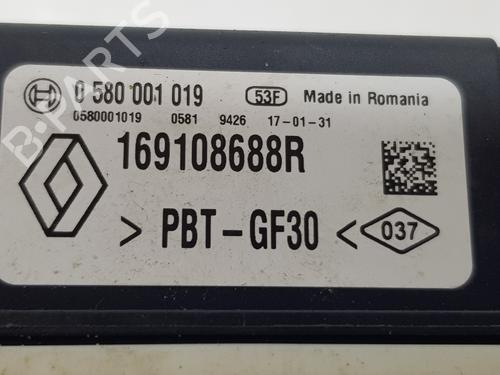 0 580 001 019 53F Made in Romania
0580001019 0581 9426 17-01-31
169108688R
>PBT-GF30< 037
B-PARTS